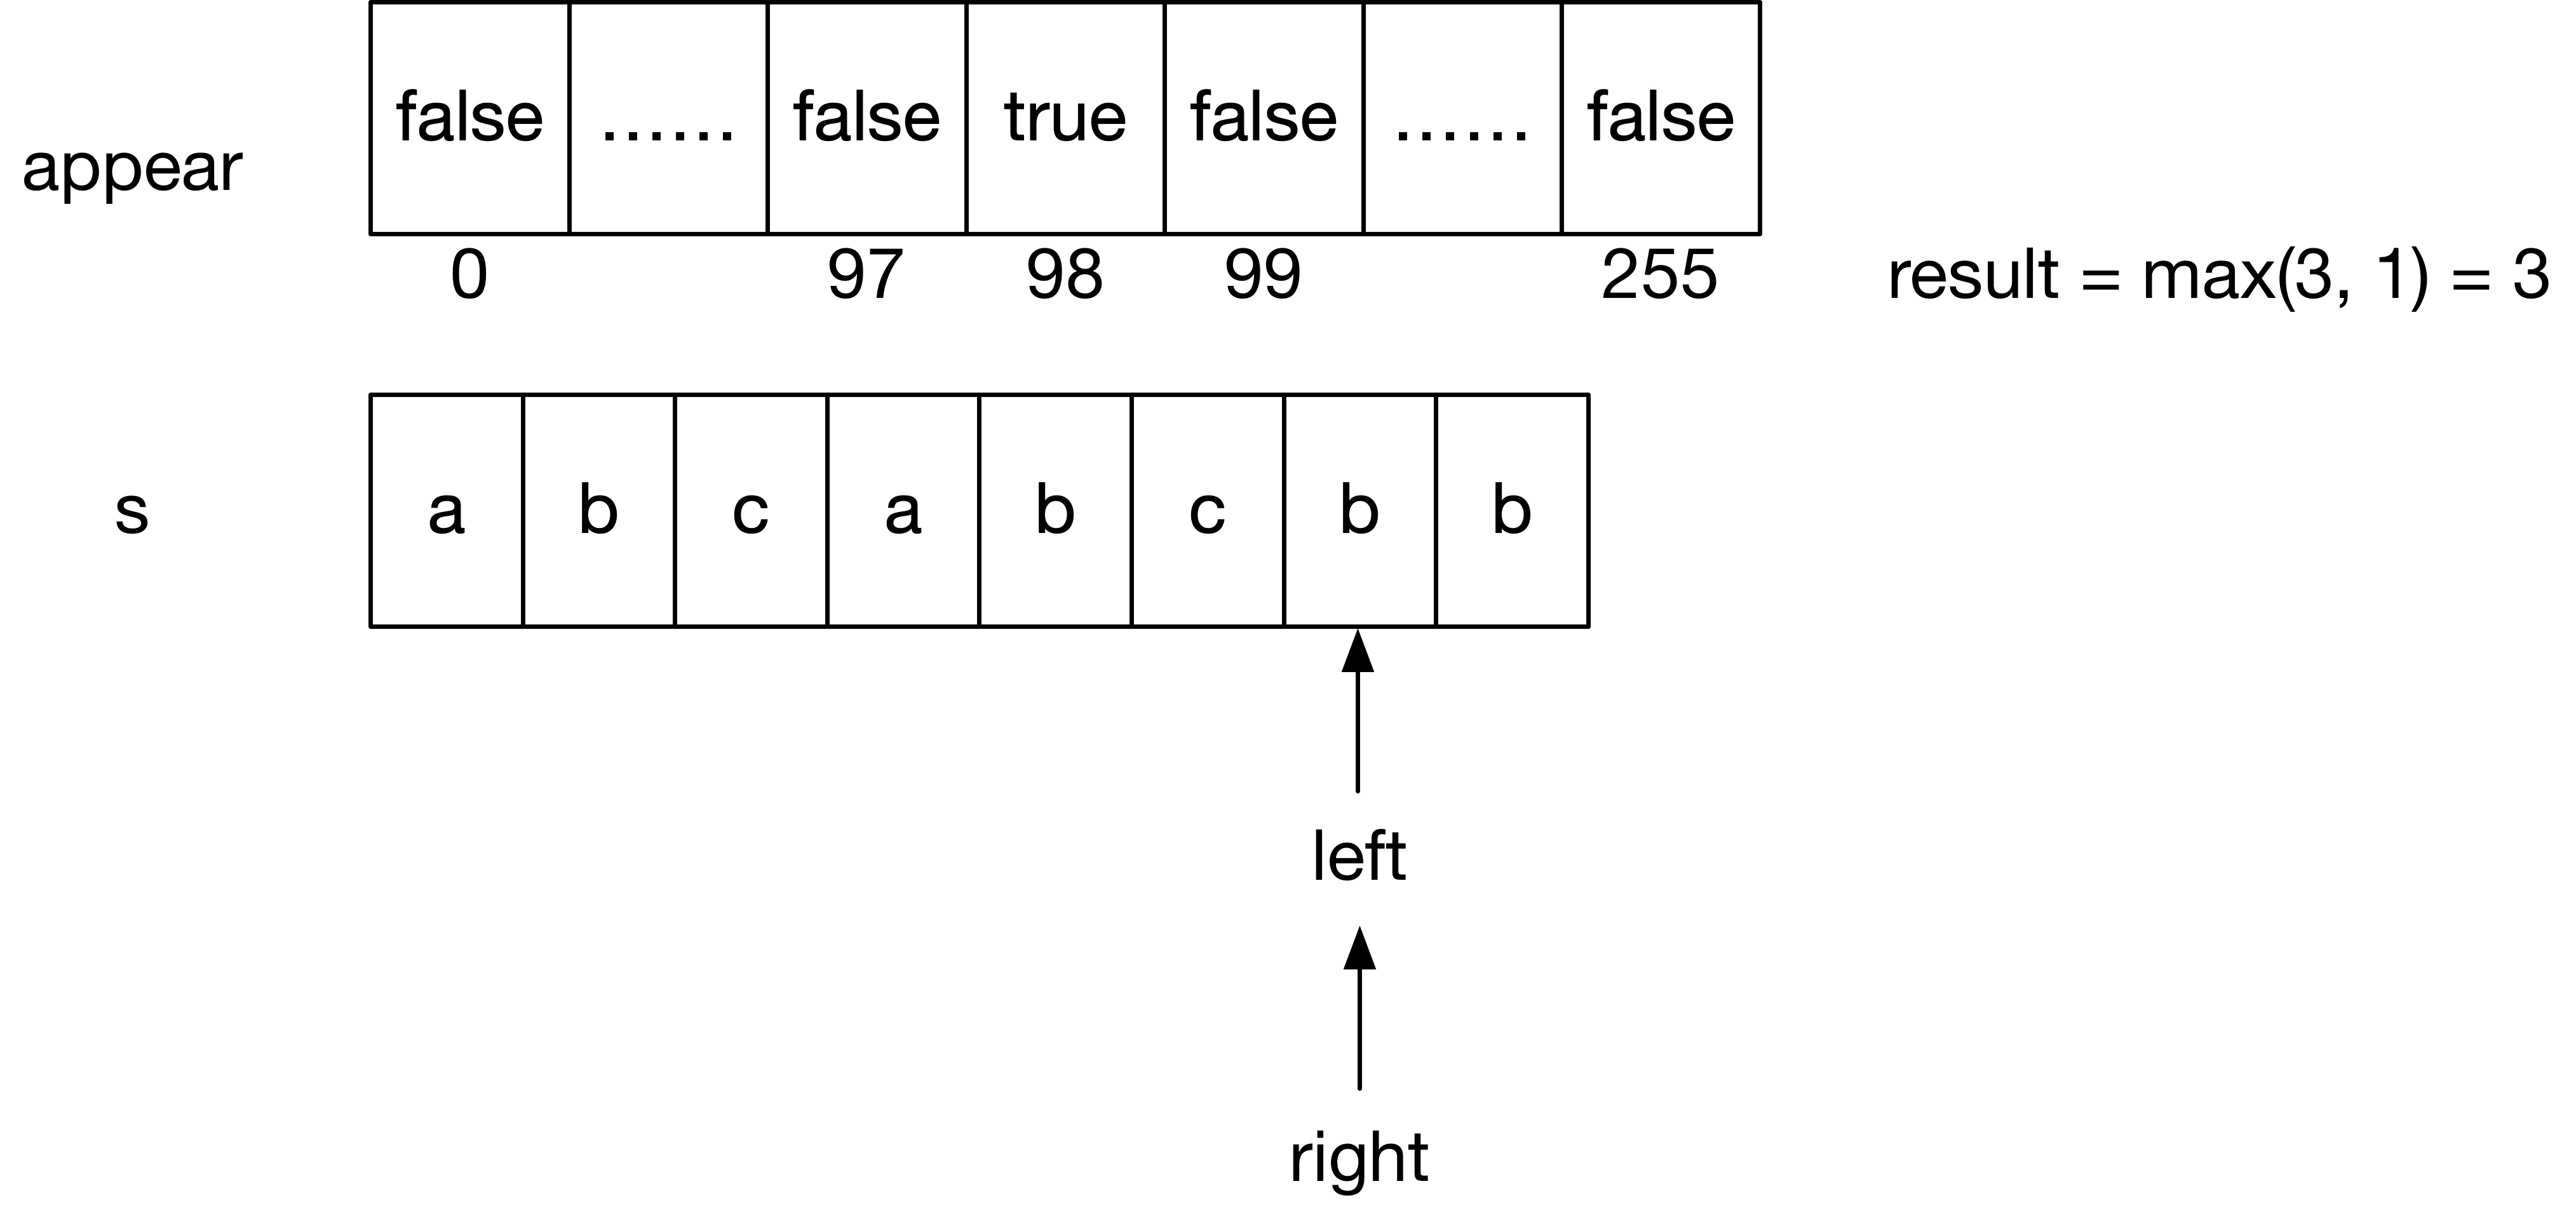 false ...... false true false ...... false
appear
0 97 98 99 255 result = max(3, 1) = 3
s a b c a b c b b
left
right